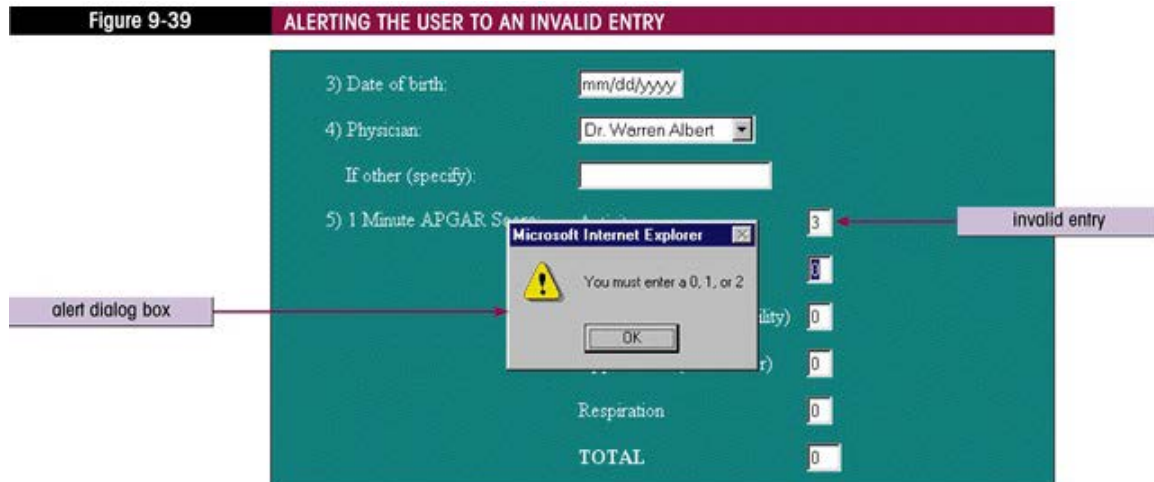 Figure 9-39
ALERTING THE USER TO AN INVALID ENTRY
3) Date of birth: mm/dd/yyyy
4) Physician: Dr. Warren Albert
If other (specify):
5) 1 Minute APGAR 3
invalid entry
Microsoft Internet Explorer
0
You must enter a 0, 1, or 2
alert dialog box
0
OK
0
Respiration 0
TOTAL 0